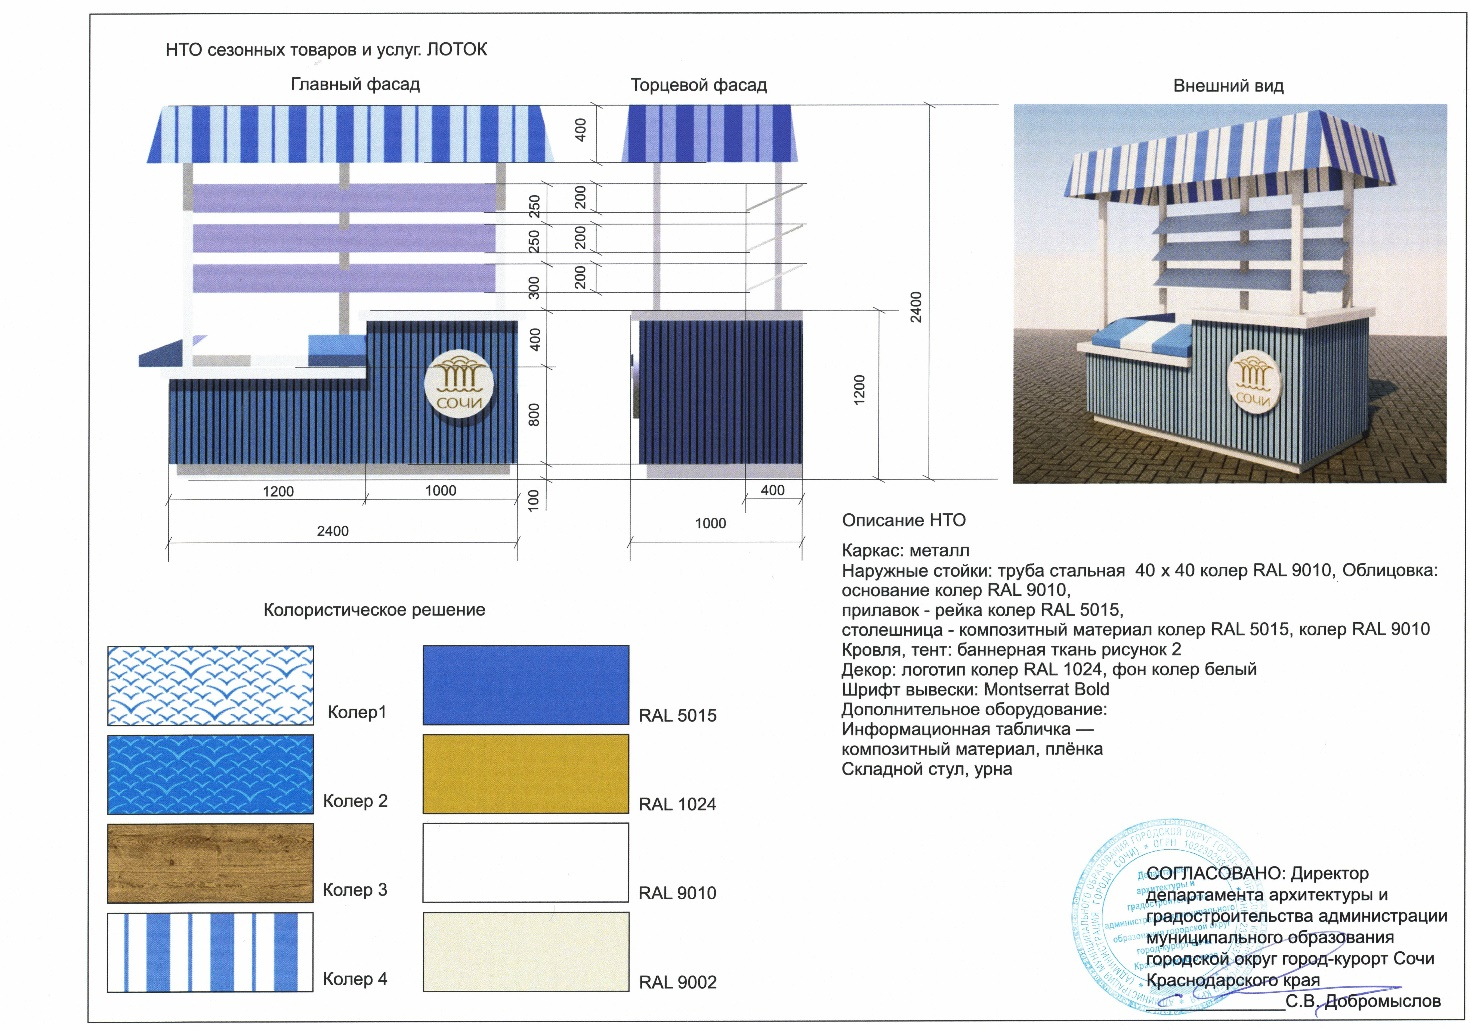 НТО сезонных товаров и услуг. ЛОТОК
Главный фасад
Торцевой фасад
Внешний вид
400
200
250
200
250
200
300
400
800
100
СОЧИ
1200
1000
2400
400
1000
1200
2400
СОЧИ
Описание НТО
Каркас: металл
Наружные стойки: труба стальная 40 х 40 колер RAL 9010, Облицовка:
основание колер RAL 9010,
прилавок - рейка колер RAL 5015,
столешница - композитный материал колер RAL 5015, колер RAL 9010
Кровля, тент: баннерная ткань рисунок 2
Декор: логотип колер RAL 1024, фон колер белый
Шрифт вывески: Montserrat Bold
Дополнительное оборудование:
Информационная табличка —
композитный материал, плёнка
Складной стул, урна
Колористическое решение
Колер1
RAL 5015
Колер 2
RAL 1024
Колер 3
RAL 9010
Колер 4
RAL 9002
СОГЛАСОВАНО: Директор
департамента архитектуры и
градостроительства администрации
муниципального образования
городской округ город-курорт Сочи
Краснодарского края
С.В. Добромыслов